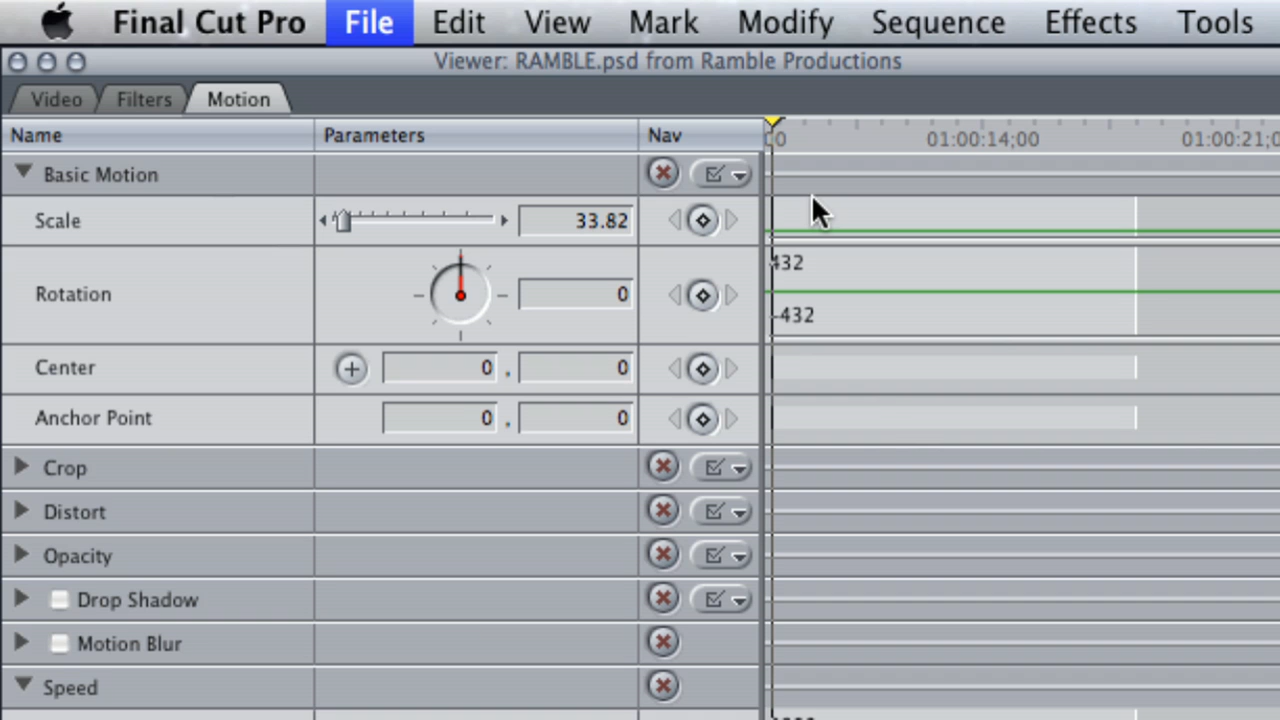 Final Cut Pro File Edit View Mark Modify Sequence Effects Tools
Viewer: RAMBLE.psd from Ramble Productions
Video Filters Motion
Name Parameters Nav 00 01:00:14;00 01:00:21;0
Basic Motion
Scale 33.82
Rotation 0 432
-432
Center 0 , 0
Anchor Point 0 , 0
Crop
Distort
Opacity
Drop Shadow
Motion Blur
Speed